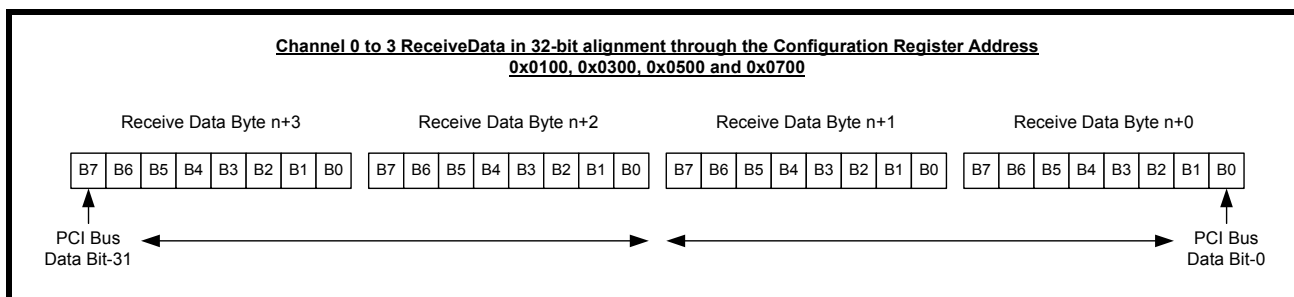 Channel 0 to 3 ReceiveData in 32-bit alignment through the Configuration Register Address
0x0100, 0x0300, 0x0500 and 0x0700
Receive Data Byte n+3 Receive Data Byte n+2 Receive Data Byte n+1 Receive Data Byte n+0
B7 B6 B5 B4 B3 B2 B1 B0 B7 B6 B5 B4 B3 B2 B1 B0 B7 B6 B5 B4 B3 B2 B1 B0 B7 B6 B5 B4 B3 B2 B1 B0
PCI Bus PCI Bus
Data Bit-31 Data Bit-0